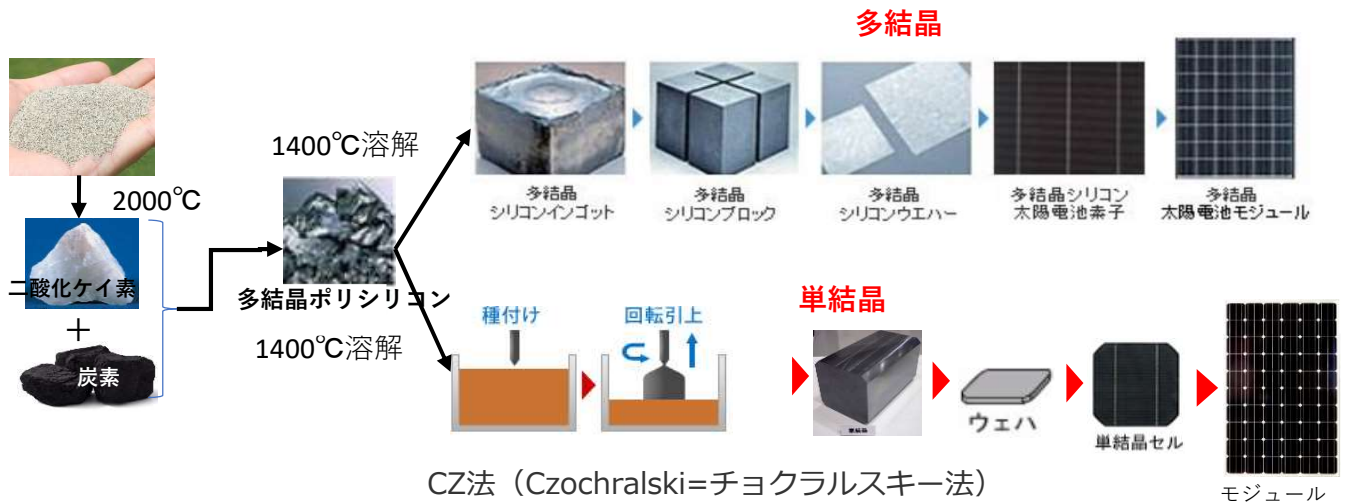 多結晶
多結晶
シリコンインゴット
多結晶
シリコンブロック
多結晶
シリコンウエハー
多結晶シリコン
太陽電池素子
多結晶
太陽電池モジュール
1400℃溶解
2000℃
二酸化ケイ素
+
炭素
多結晶ポリシリコン
1400℃溶解
単結晶
種付け
回転引上
単結晶
ウェハ
単結晶セル
モジュール
CZ法（Czochralski=チョクラルスキー法）